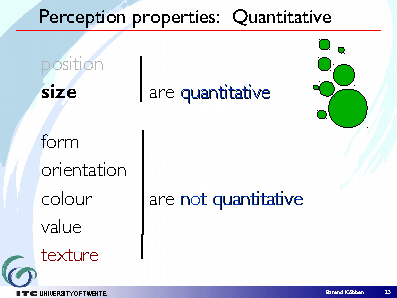 Perception properties: Quantitative
position
size
are quantitative
form
orientation
colour
are not quantitative
value
texture
ITC UNIVERSITY OF TWENTE.
Barend Köbben
23